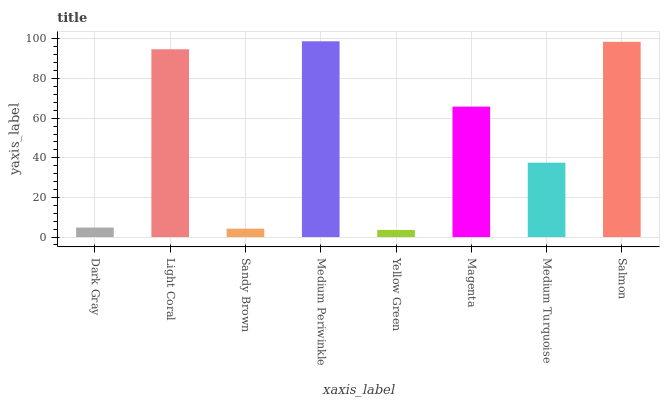 title
100
80
60
40
20
0
yaxis_label
Dark Gray
Light Coral
Sandy Brown
Medium Periwinkle
Yellow Green
Magenta
Medium Turquoise
Salmon
xaxis_label